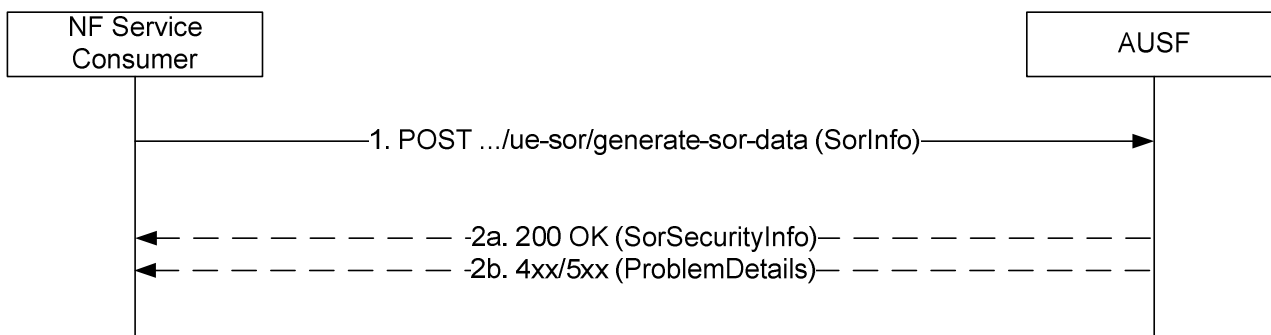 NF Service
Consumer
AUSF
1. POST .../ue-sor/generate-sor-data (SorInfo)
2a. 200 OK (SorSecurityInfo)
2b. 4xx/5xx (ProblemDetails)